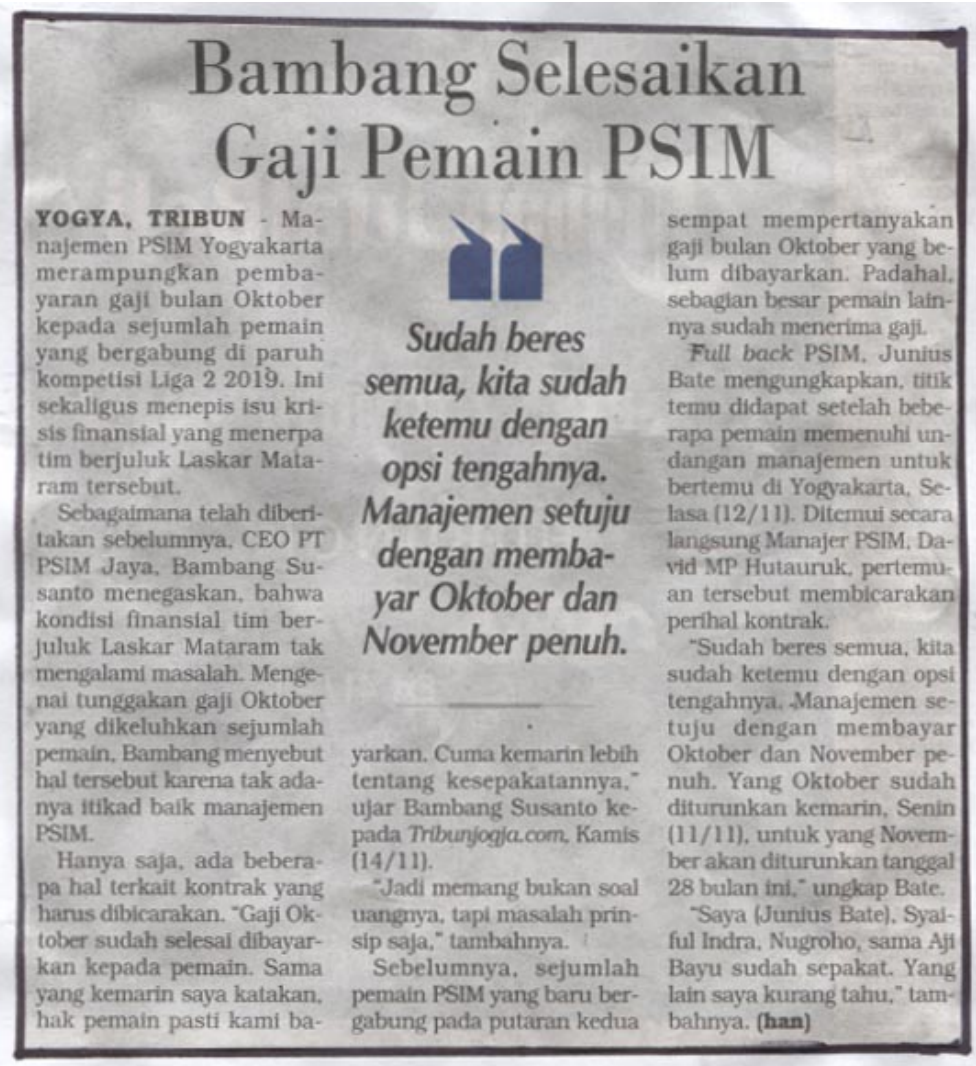 Bambang Selesaikan
Gaji Pemain PSIM
YOGYA, TRIBUN - Ma-
najemen PSIM Yogyakarta
merampungkan pemba-
yaran gaji bulan Oktober
kepada sejumlah pemain
yang bergabung di paruh
kompetisi Liga 2 2019. Ini
sekaligus menepis isu kri-
sis finansial yang menerpa
tim berjuluk Laskar Mata-
ram tersebut.
Sebagaimana telah diberi-
takan sebelumnya, CEO PT
PSIM Jaya, Bambang Su-
santo menegaskan, bahwa
kondisi finansial tim ber-
juluk Laskar Mataram tak
mengalami masalah. Menge-
nai tunggakan gaji Oktober
yang dikeluhkan sejumlah
pemain, Bambang menyebut
hal tersebut karena tak ada-
nya itikad baik manajemen
PSIM.
Hanya saja, ada bebera-
pa hal terkait kontrak yang
harus dibicarakan. "Gaji Ok-
tober sudah selesai dibayar-
kan kepada pemain. Sama
yang kemarin saya katakan,
hak pemain pasti kami ba-
Sudah beres
semua, kita sudah
ketemu dengan
opsi tengahnya.
Manajemen setuju
dengan memba-
yar Oktober dan
November penuh.
yarkan. Cuma kemarin lebih
tentang kesepakatannya,"
ujar Bambang Susanto ke-
pada Tribunjogja.com, Kamis
(14/11).
"Jadi memang bukan soal
uangnya, tapi masalah prin-
sip saja," tambahnya.
Sebelumnya, sejumlah
pemain PSIM yang baru ber-
gabung pada putaran kedua
sempat mempertanyakan
gaji bulan Oktober yang be-
lum dibayarkan. Padahal,
sebagian besar pemain lain-
nya sudah menerima gaji.
Full back PSIM, Junius
Bate mengungkapkan, titik
temu didapat setelah bebe-
rapa pemain memenuhi un-
dangan manajemen untuk
bertemu di Yogyakarta, Se-
lasa (12/11). Ditemui secara
langsung Manajer PSIM, Da-
vid MP Hutauruk, pertemu-
an tersebut membicarakan
perihal kontrak.
"Sudah beres semua, kita
sudah ketemu dengan opsi
tengahnya. Manajemen se-
tuju dengan membayar
Oktober dan November pe-
nuh. Yang Oktober sudah
diturunkan kemarin, Senin
(11/11), untuk yang Novem-
ber akan diturunkan tanggal
28 bulan ini," ungkap Bate.
"Saya (Junius Bate), Syai-
ful Indra, Nugroho, sama Aji
Bayu sudah sepakat. Yang
lain saya kurang tahu," tam-
bahnya. (han)